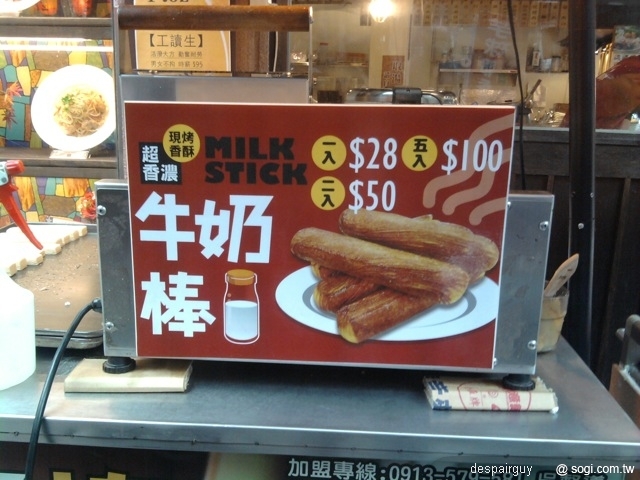 【工讀生】
現烤
香酥
超
香濃
MILK
STICK
牛奶
棒
一入 $28 五入 $100
二入 $50
加盟專線:0913-579-591
despairguy @ sogi.com.tw